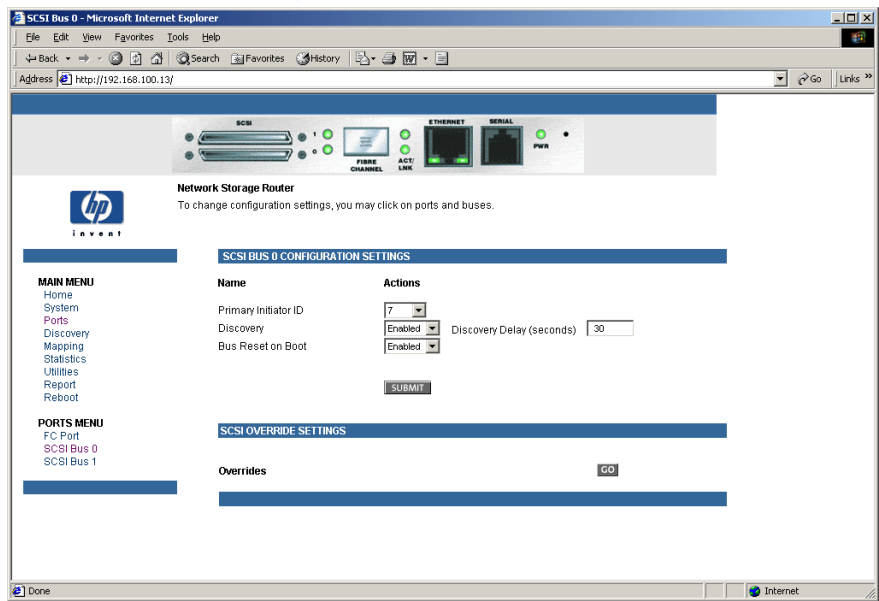 SCSI Bus 0 - Microsoft Internet Explorer
File Edit View Favorites Tools Help
Back Search Favorites History
Address http://192.168.100.13/ Go Links »
SCSI 1 0 FIBRE CHANNEL ACT/ LNK ETHERNET SERIAL PWR
hp
invent
Network Storage Router
To change configuration settings, you may click on ports and buses.
SCSI BUS 0 CONFIGURATION SETTINGS
MAIN MENU
Home
System
Ports
Discovery
Mapping
Statistics
Utilities
Report
Reboot
PORTS MENU
FC Port
SCSI Bus 0
SCSI Bus 1
Name Actions
Primary Initiator ID 7
Discovery Enabled Discovery Delay (seconds) 30
Bus Reset on Boot Enabled
SUBMIT
SCSI OVERRIDE SETTINGS
Overrides GO
Done Internet